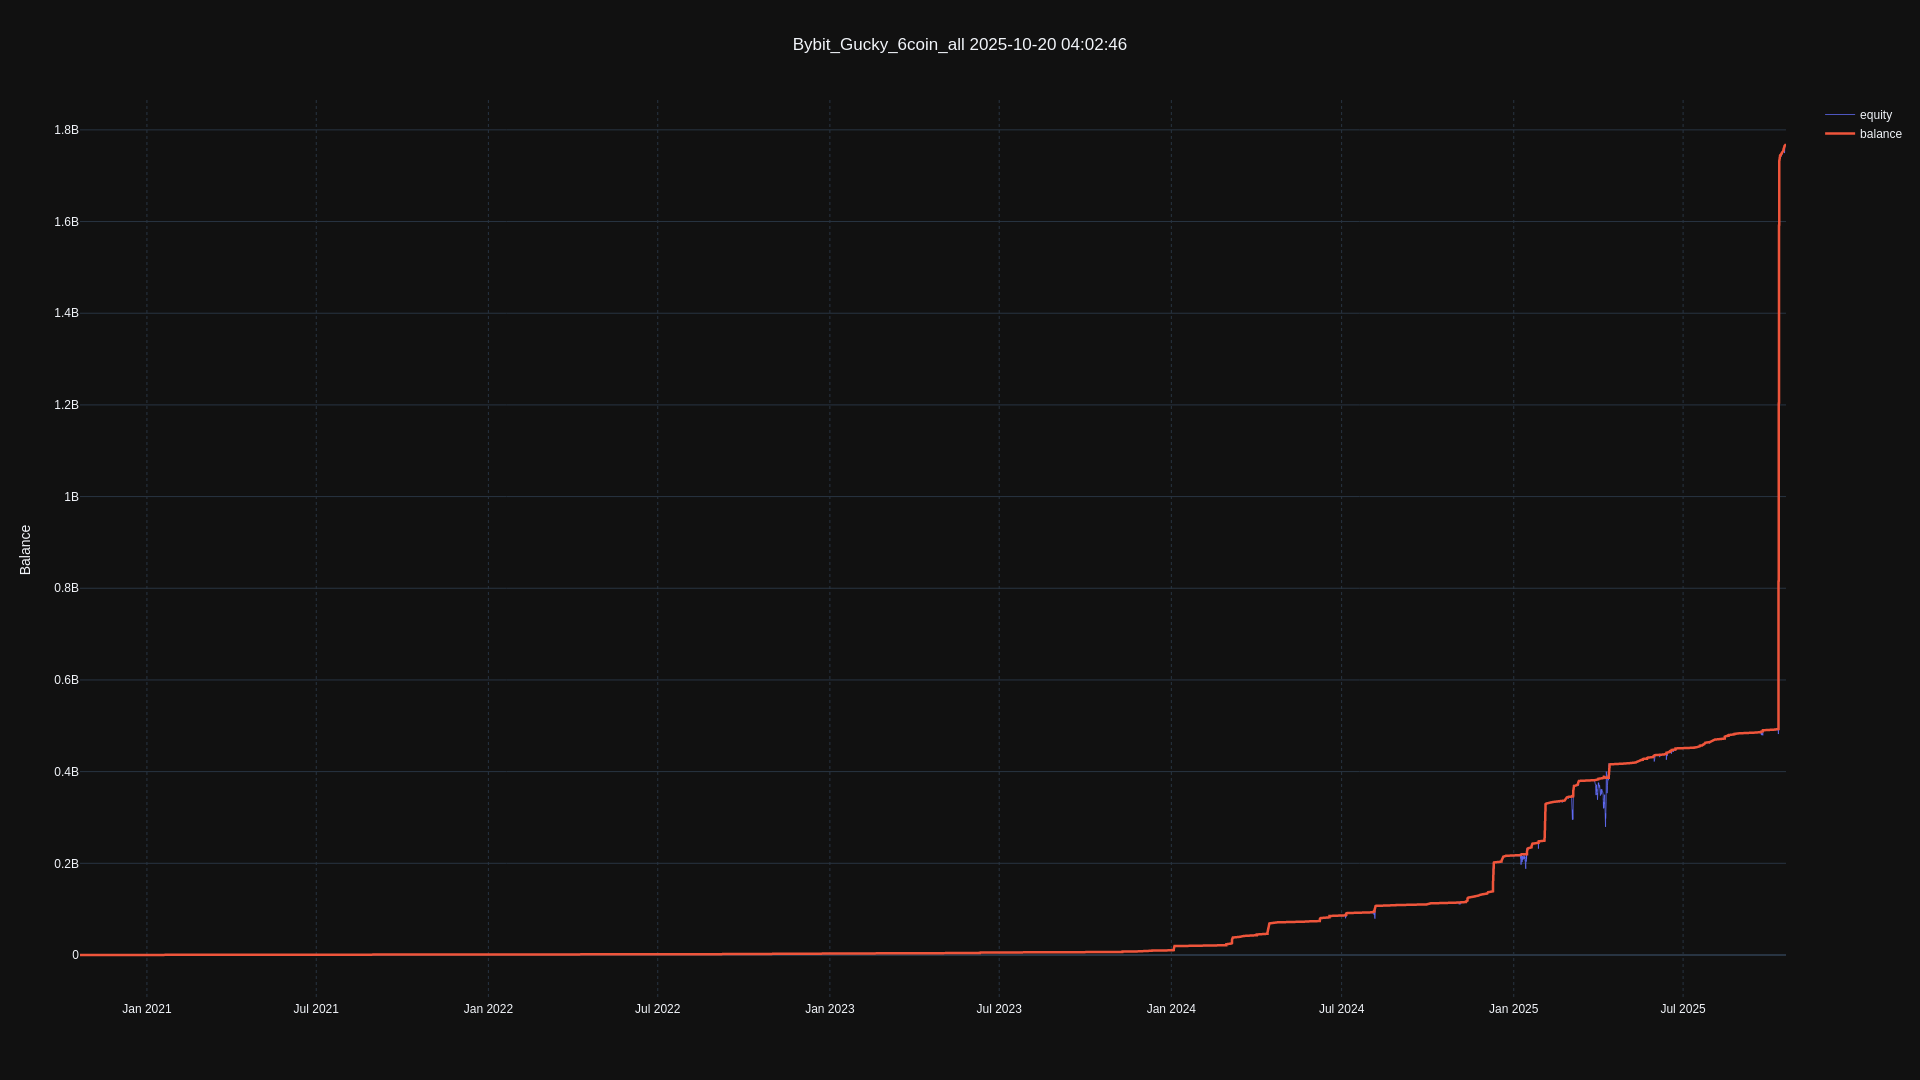 Bybit_Gucky_6coin_all 2025-10-20 04:02:46
equity
balance
1.8B
1.6B
1.4B
1.2B
1B
0.8B
0.6B
0.4B
0.2B
0
Balance
Jan 2021
Jul 2021
Jan 2022
Jul 2022
Jan 2023
Jul 2023
Jan 2024
Jul 2024
Jan 2025
Jul 2025